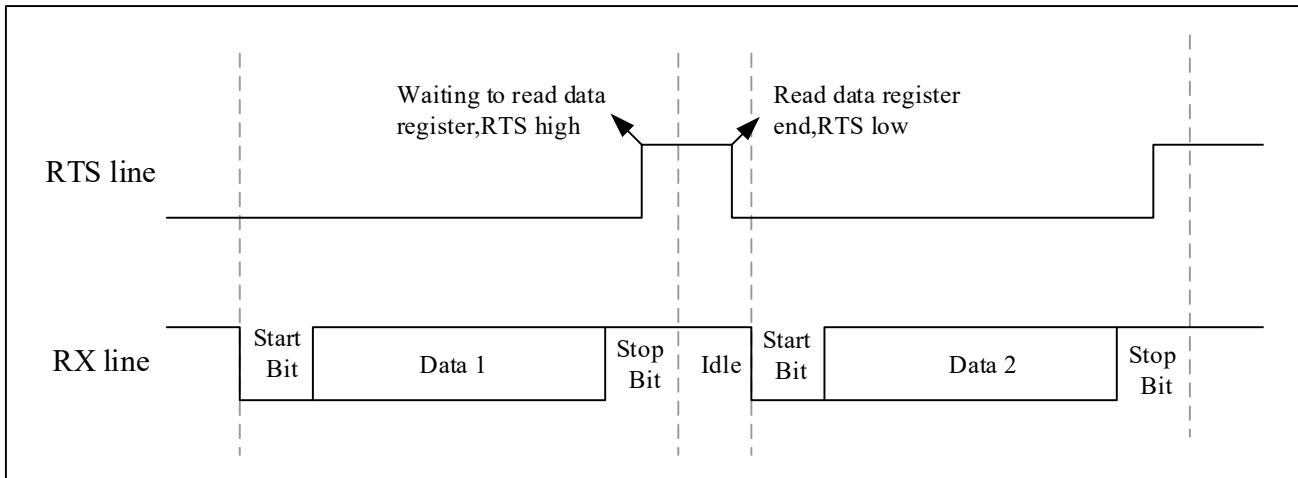 Waiting to read data
register,RTS high
Read data register
end,RTS low
RTS line
RX line
Start
Bit
Data 1
Stop
Bit
Idle
Start
Bit
Data 2
Stop
Bit